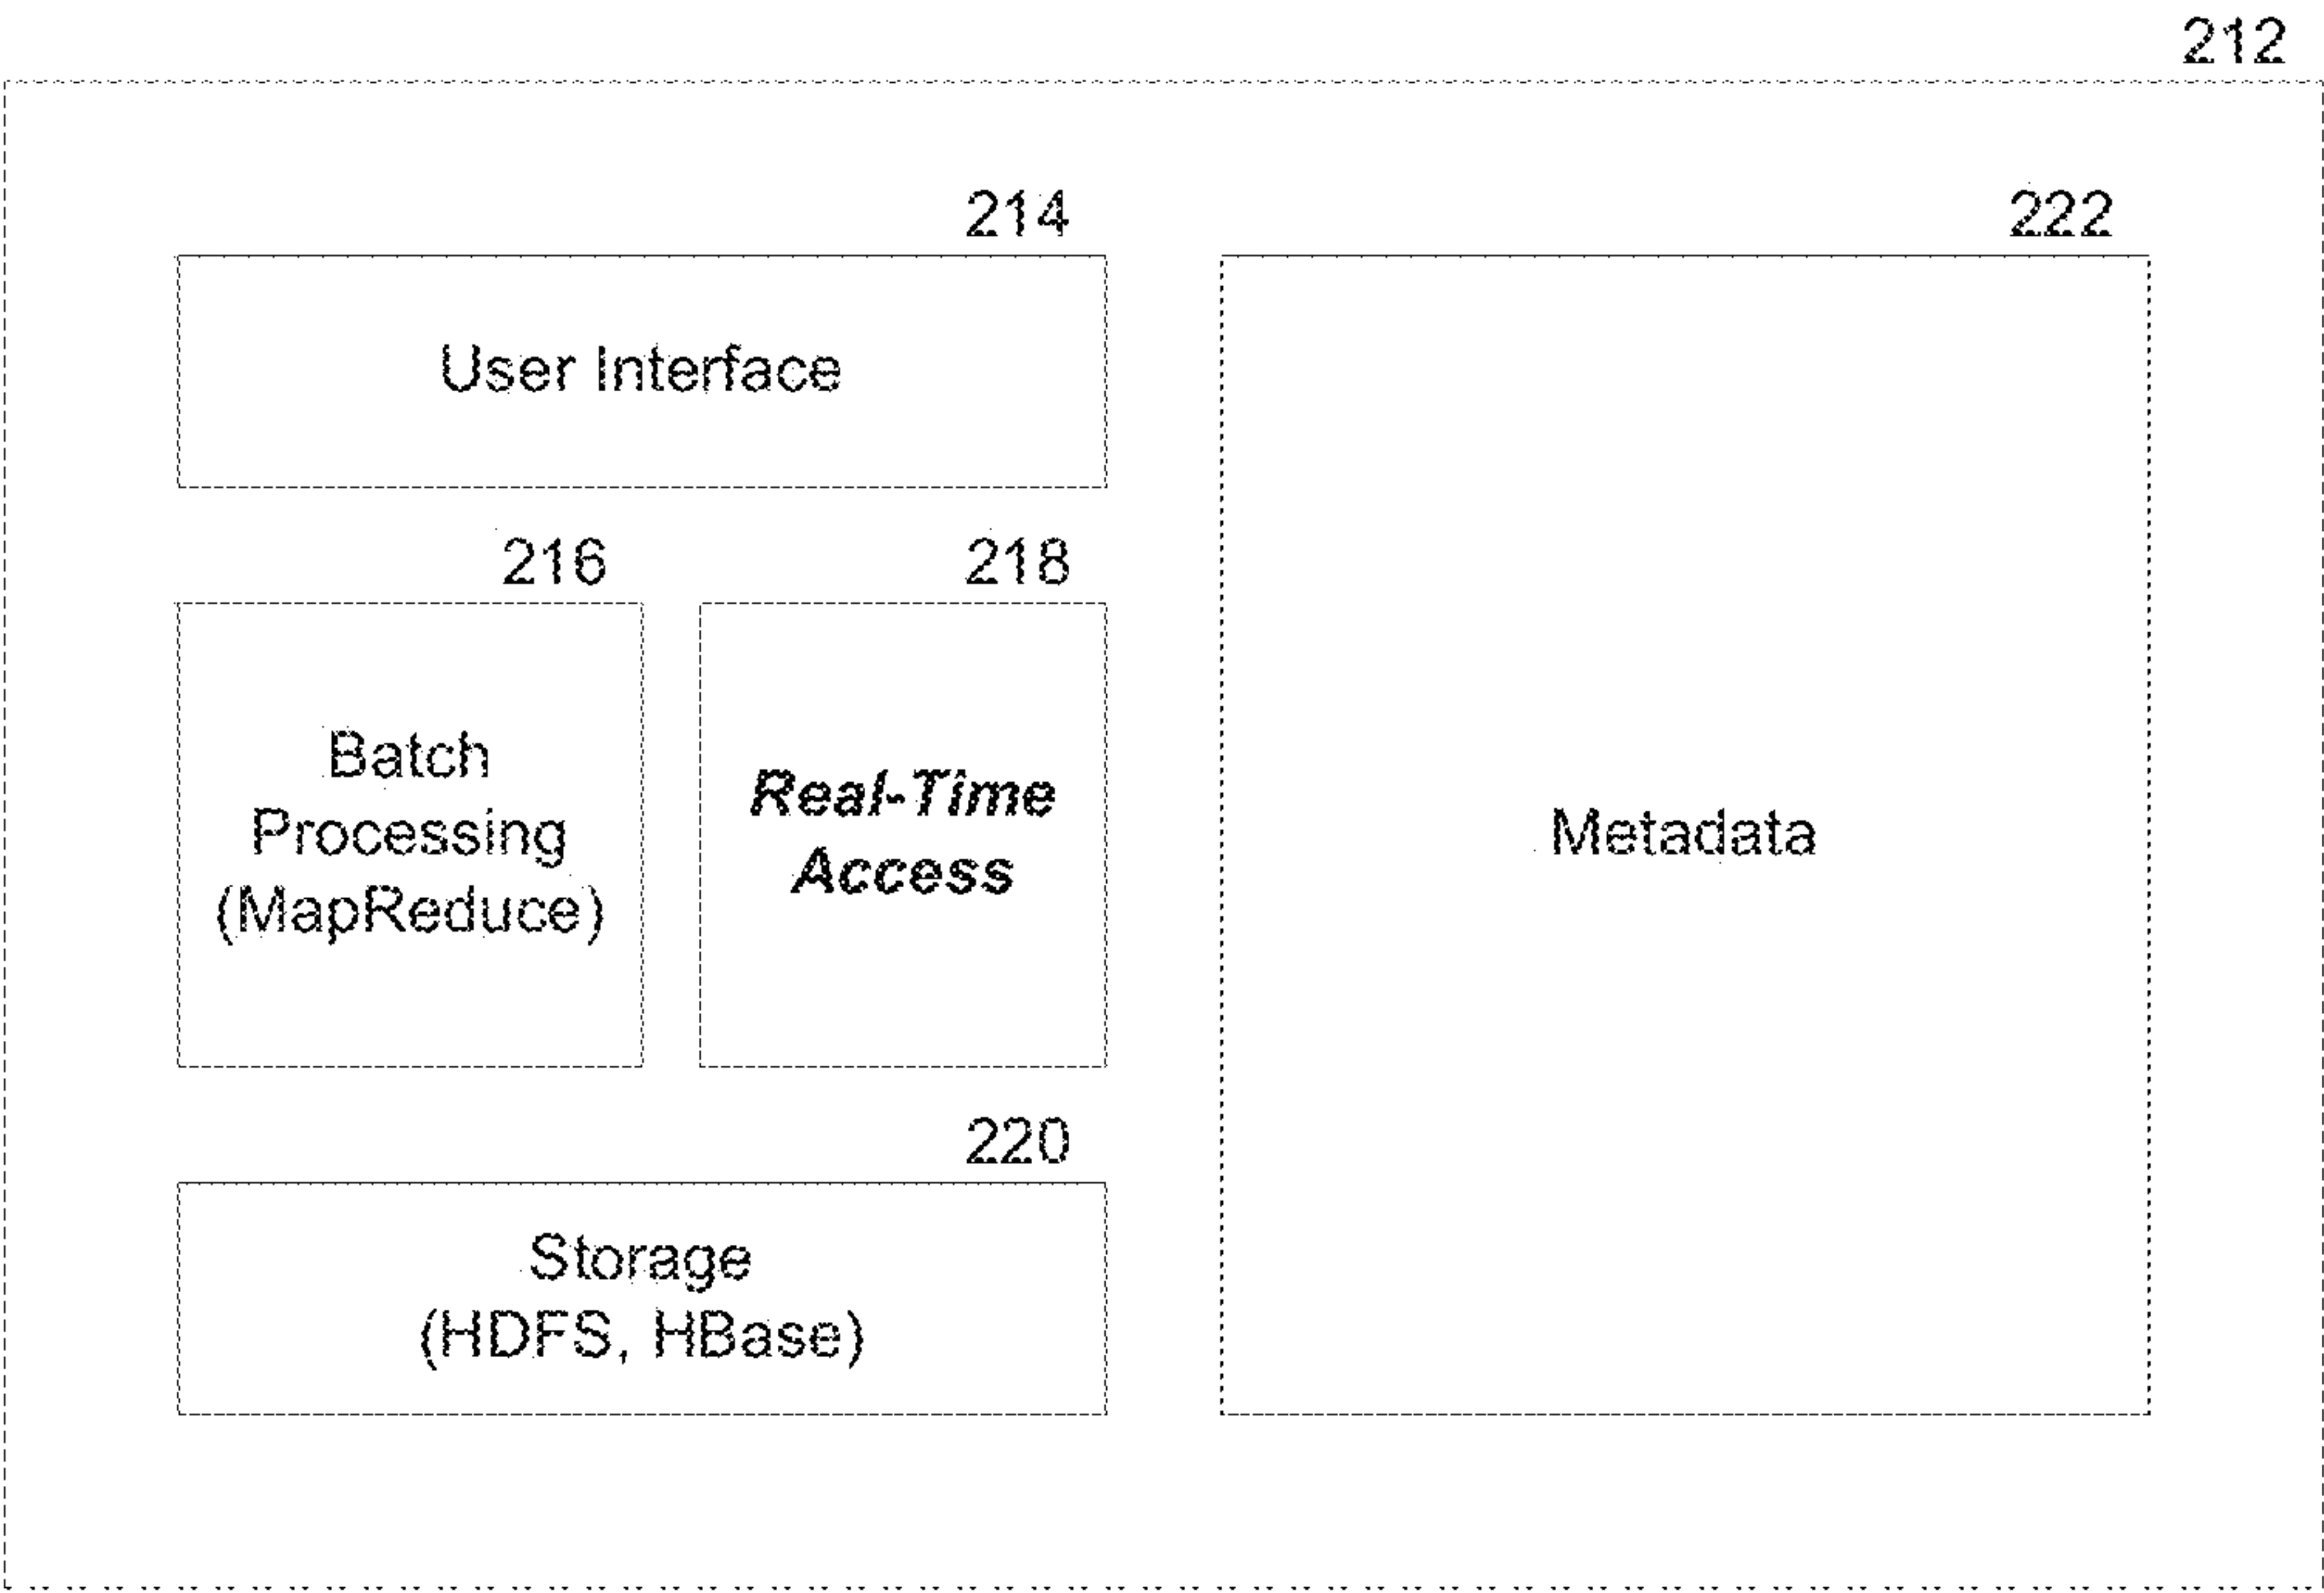 212
214
222
User Interface
216
218
Batch
Processing
(MapReduce)
Real-Time
Access
Metadata
220
Storage
(HDFS, HBase)